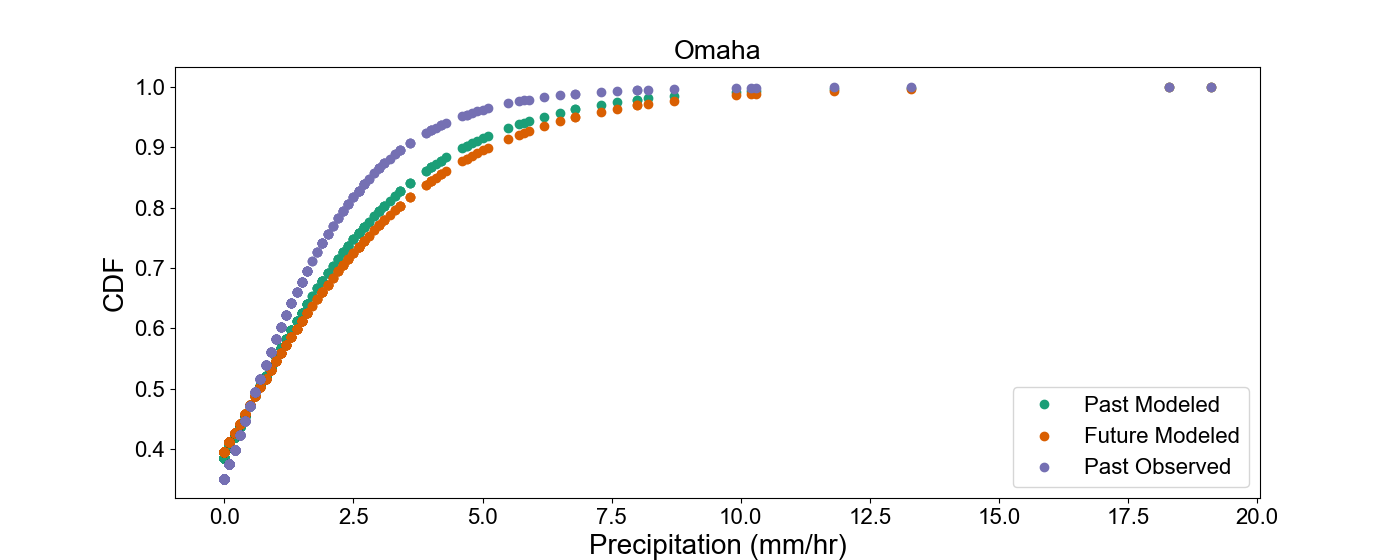 Omaha
1.0
0.9
0.8
0.7
0.6
0.5
0.4
CDF
Past Modeled
Future Modeled
Past Observed
0.0 2.5 5.0 7.5 10.0 12.5 15.0 17.5 20.0
Precipitation (mm/hr)